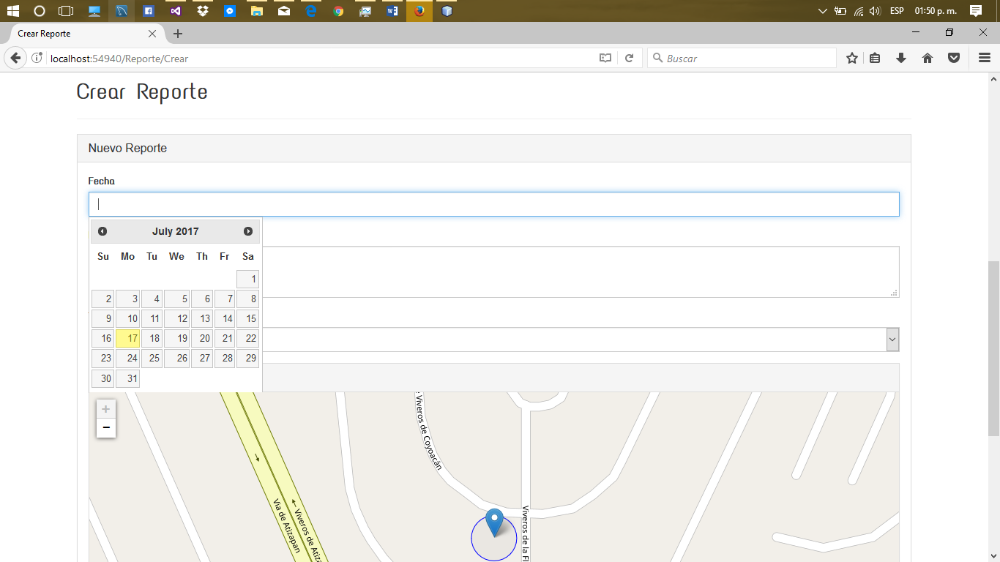 ESP 01:50 p. m.
Crear Reporte
localhost:54940/Reporte/Crear
Buscar
Crear Reporte
Nuevo Reporte
Fecha
July 2017
Su Mo Tu We Th Fr Sa
1
2 3 4 5 6 7 8
9 10 11 12 13 14 15
16 17 18 19 20 21 22
23 24 25 26 27 28 29
30 31
+
−
Viveros de Coyoacán
Vía de Atizapan
Viveros de Atiza
Viveros de la Fl